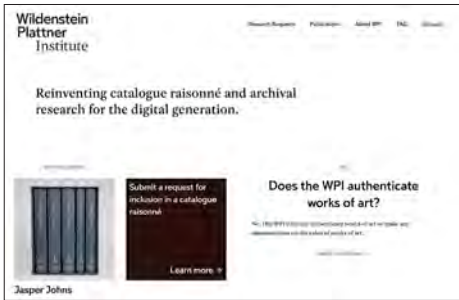 Wildenstein
Plattner
Institute
Research Requests Publications About WPI FAQ
Reinventing catalogue raisonné and archival
research for the digital generation.
Submit a request for
inclusion in a catalogue
raisonné
Learn more →
Jasper Johns
Does the WPI authenticate
works of art?